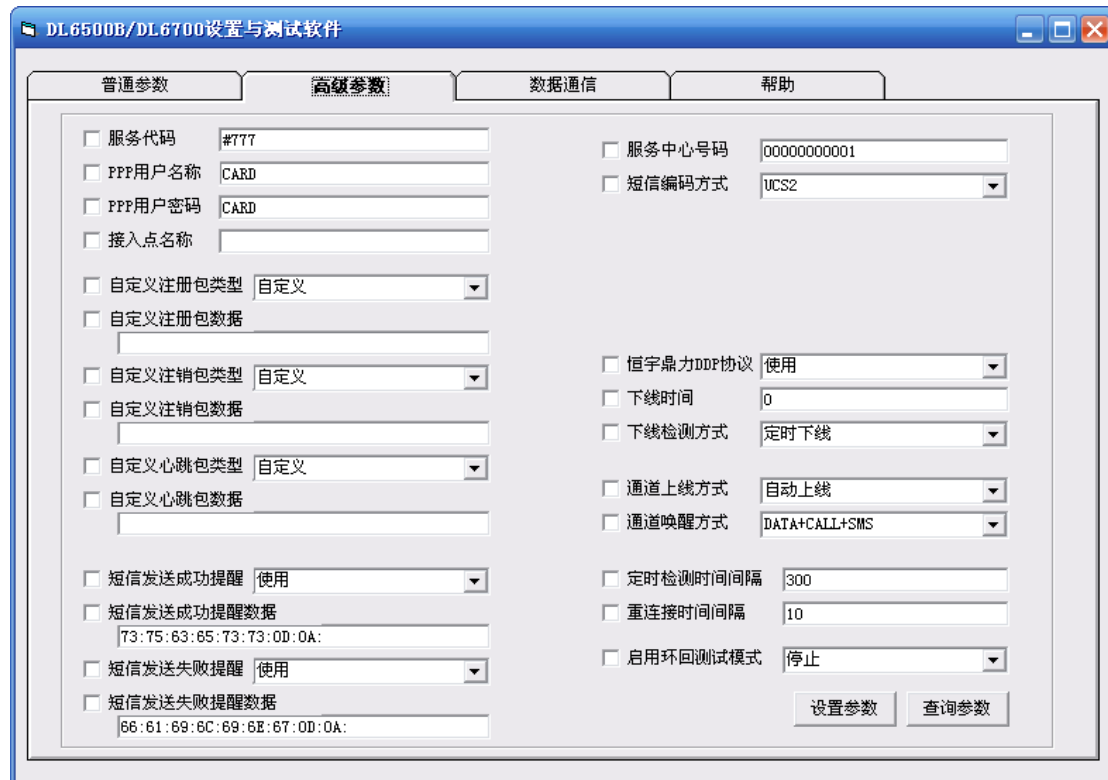 DL6500B/DL6700设置与测试软件
普通参数
高级参数
数据通信
帮助
服务代码 #777
PPP用户名称 CARD
PPP用户密码 CARD
接入点名称
自定义注册包类型 自定义
自定义注册包数据
自定义注销包类型 自定义
自定义注销包数据
自定义心跳包类型 自定义
自定义心跳包数据
短信发送成功提醒 使用
短信发送成功提醒数据
73:75:63:65:73:73:0D:0A:
短信发送失败提醒 使用
短信发送失败提醒数据
66:61:69:6C:69:6E:67:0D:0A:
服务中心号码 00000000001
短信编码方式 UCS2
恒宇鼎力DDP协议 使用
下线时间 0
下线检测方式 定时下线
通道上线方式 自动上线
通道唤醒方式 DATA+CALL+SMS
定时检测时间间隔 300
重连接时间间隔 10
启用环回测试模式 停止
设置参数 查询参数